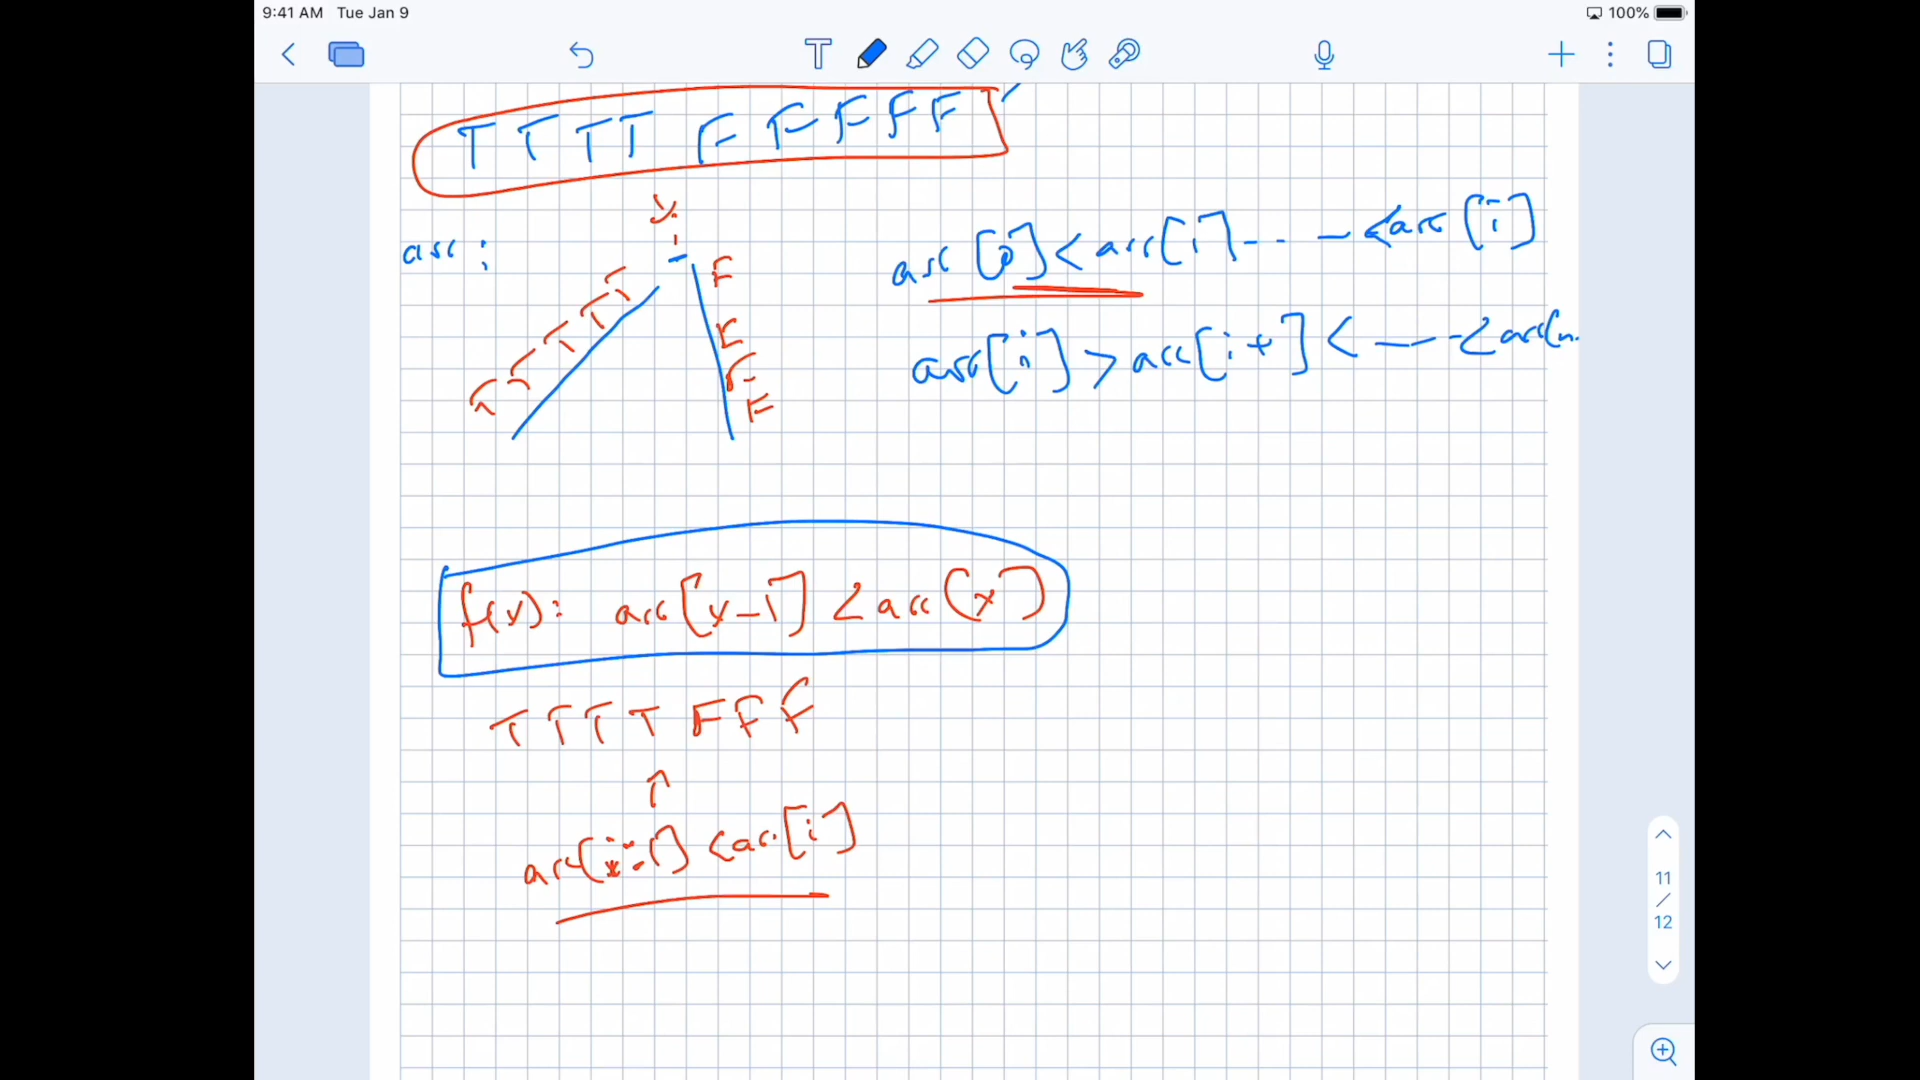 9:41 AM Tue Jan 9
100%
T T T T F F F F F
arr :
i
T T T T T
F
F
F
F
arr [0] < arr [1] - - - < arr [i]
arr [i] > arr [i+] < — - < arr[n.
f(x): arr [x-1] < arr [x]
T T T T F F F
↑
arr[i-1] < arr[i]
11
/
12